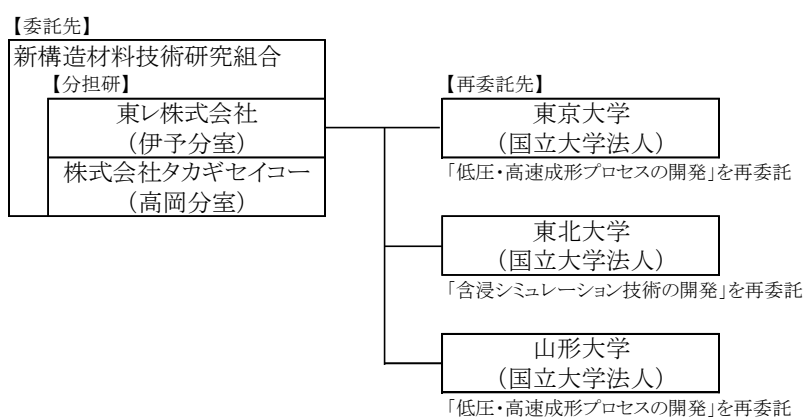 【委託先】
新構造材料技術研究組合
【分担研】
東レ株式会社
（伊予分室）
株式会社タカギセイコー
（高岡分室）
【再委託先】
東京大学
（国立大学法人）
「低圧・高速成形プロセスの開発」を再委託
東北大学
（国立大学法人）
「含浸シミュレーション技術の開発」を再委託
山形大学
（国立大学法人）
「低圧・高速成形プロセスの開発」を再委託